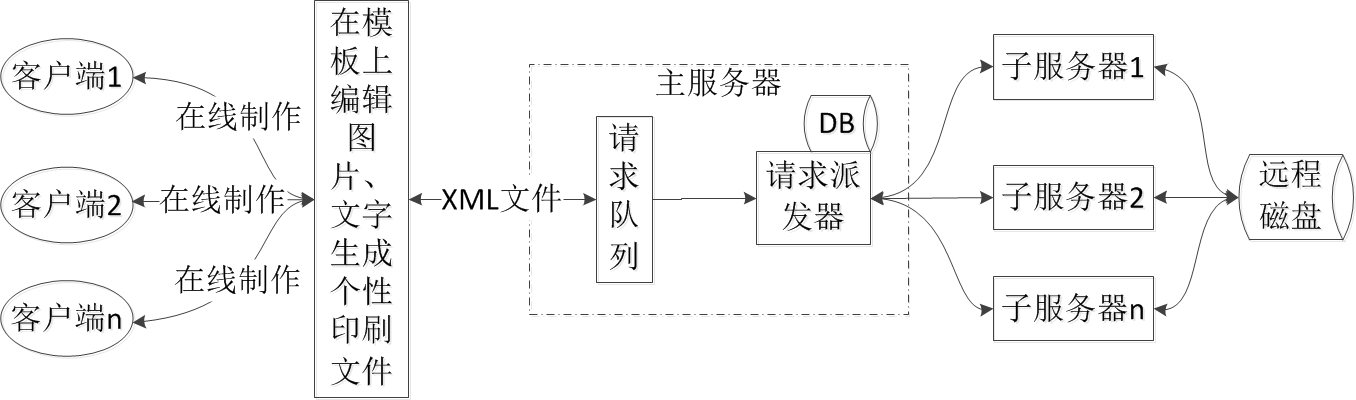 客户端1
客户端2
客户端n
在线制作
在线制作
在线制作
在模
板上
编辑
图
片、
文字
生成
个性
印刷
文件
XML文件
主服务器
请
求
队
列
DB
请求派
发器
子服务器1
子服务器2
子服务器n
远程
磁盘